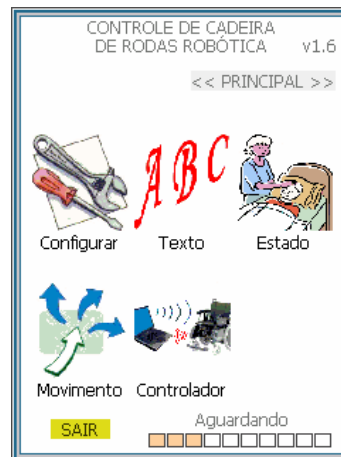 CONTROLE DE CADEIRA
DE RODAS ROBÓTICA v1.6
<< PRINCIPAL >>
ABC
Configurar Texto Estado
Movimento Controlador
SAIR Aguardando